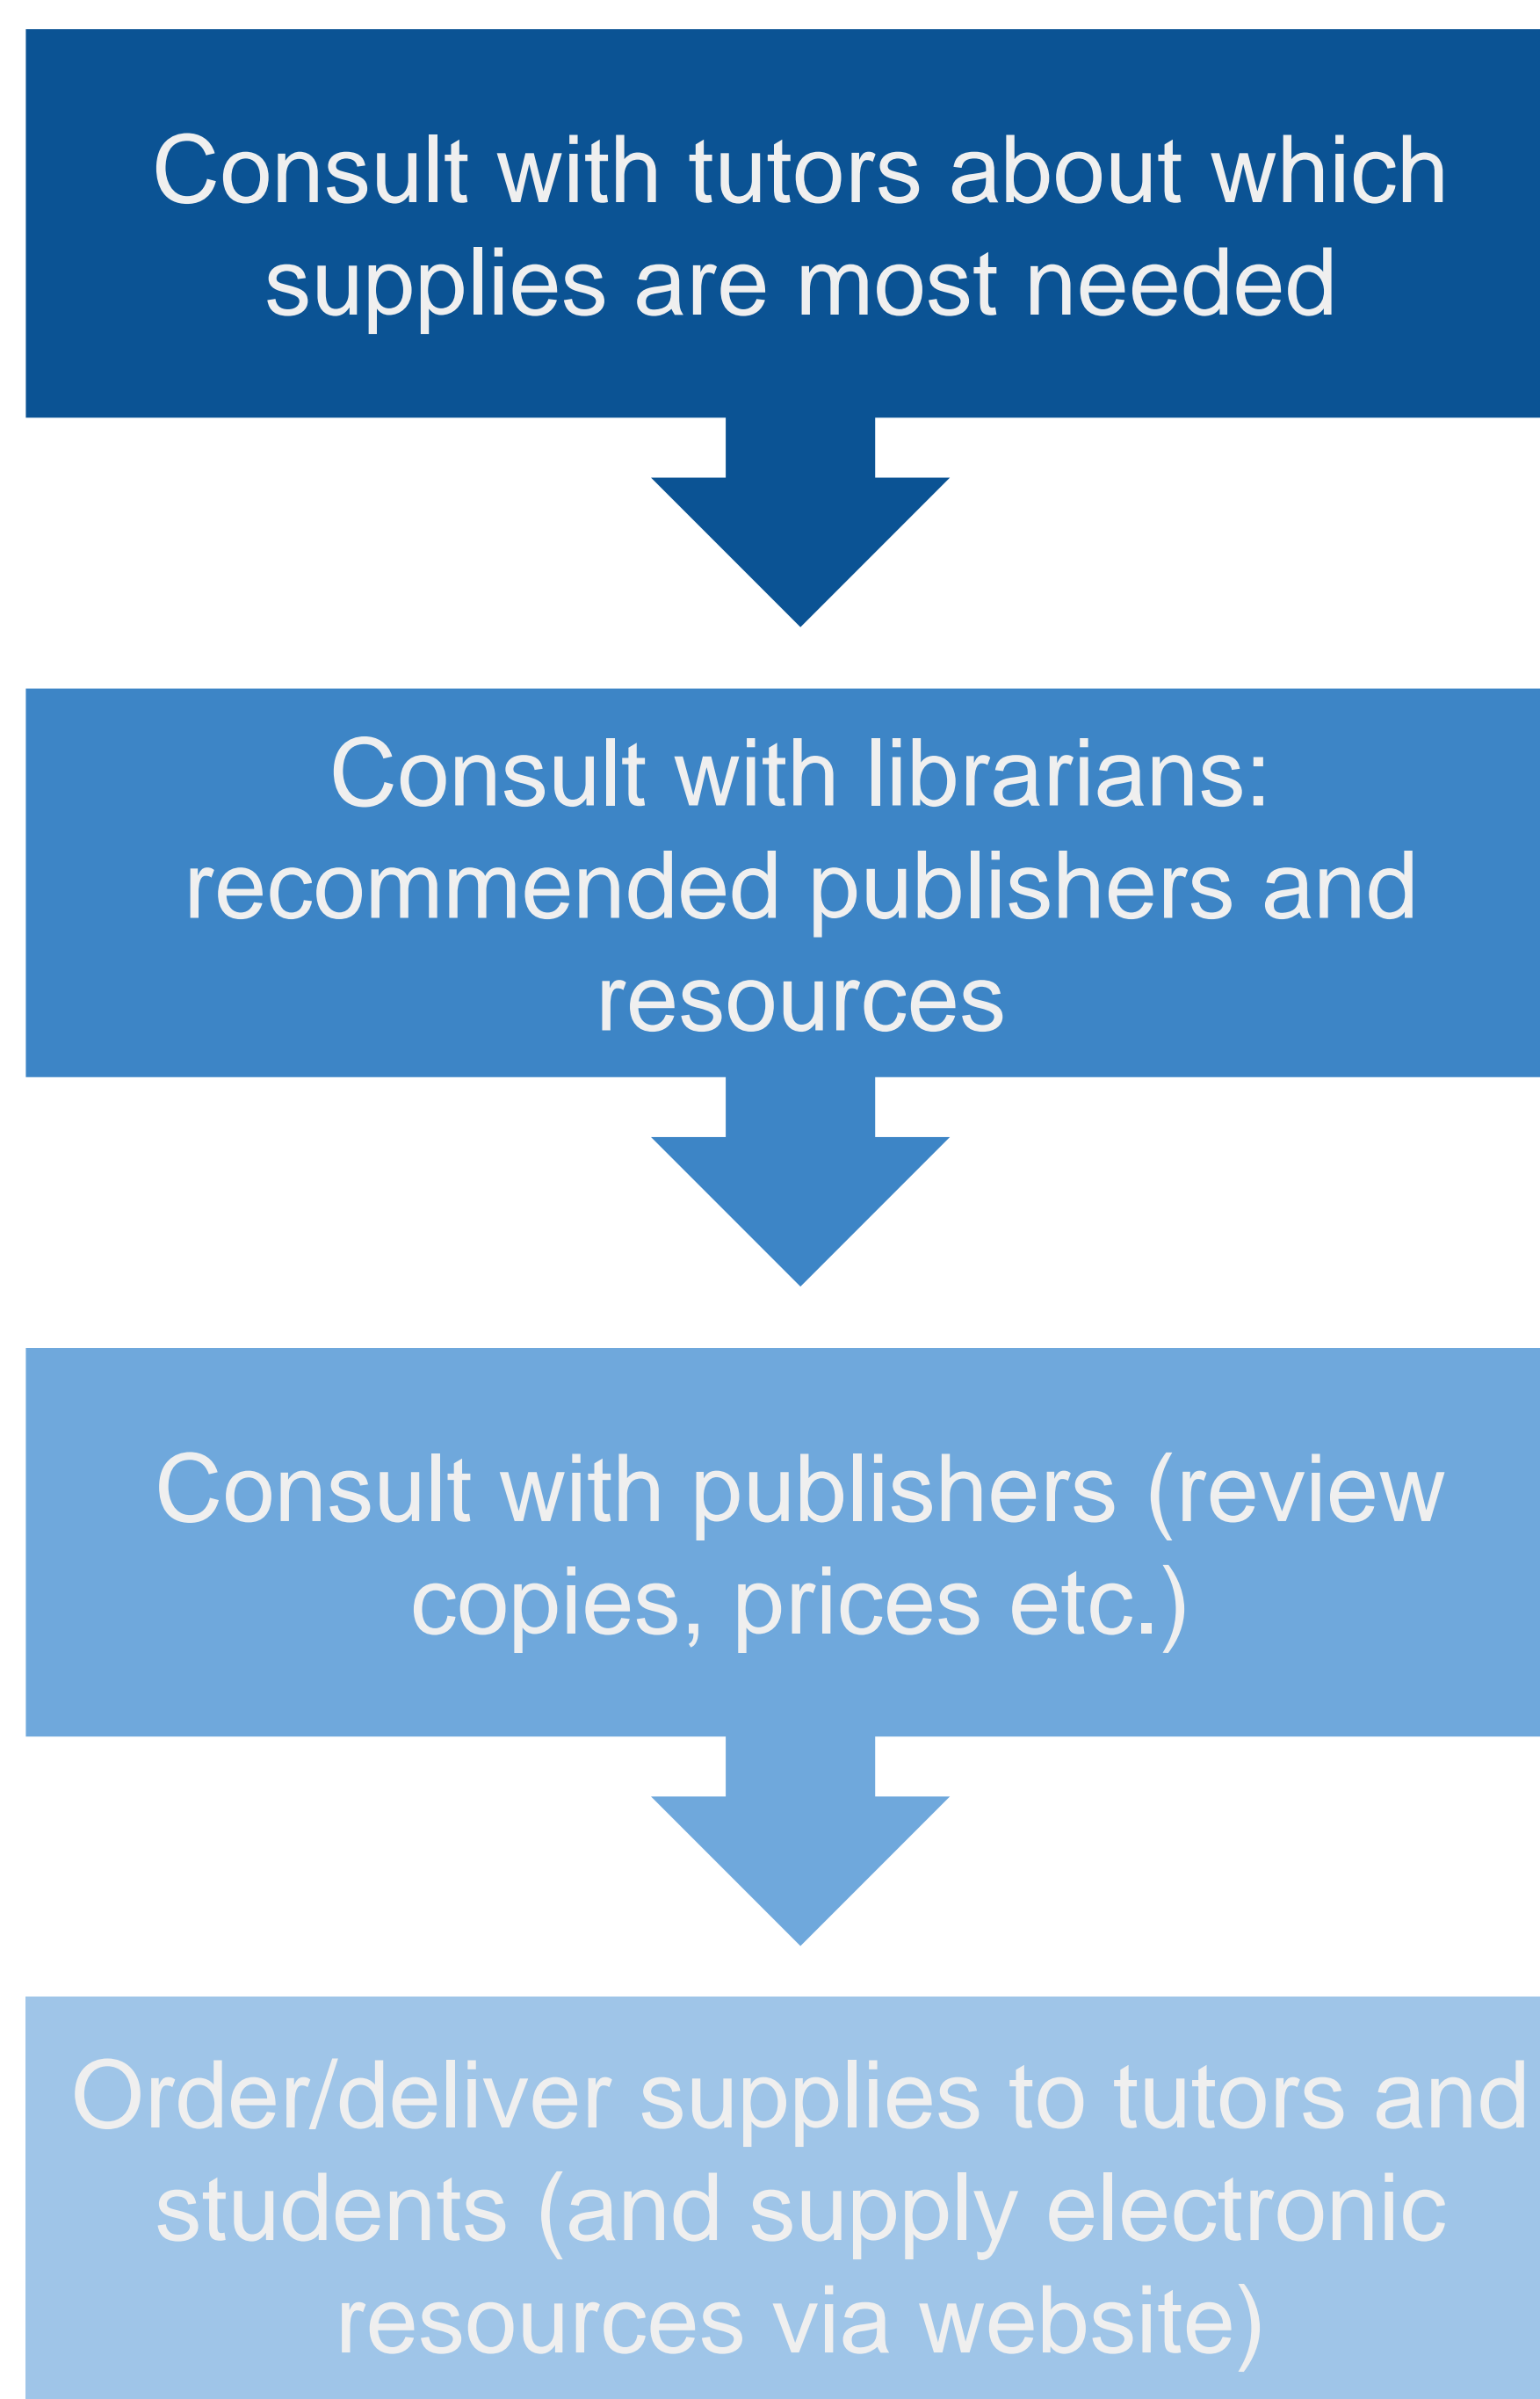 Consult with tutors about which
supplies are most needed
Consult with librarians:
recommended publishers and
resources
Consult with publishers (review
copies, prices etc.)
Order/deliver supplies to tutors and
students (and supply electronic
resources via website)